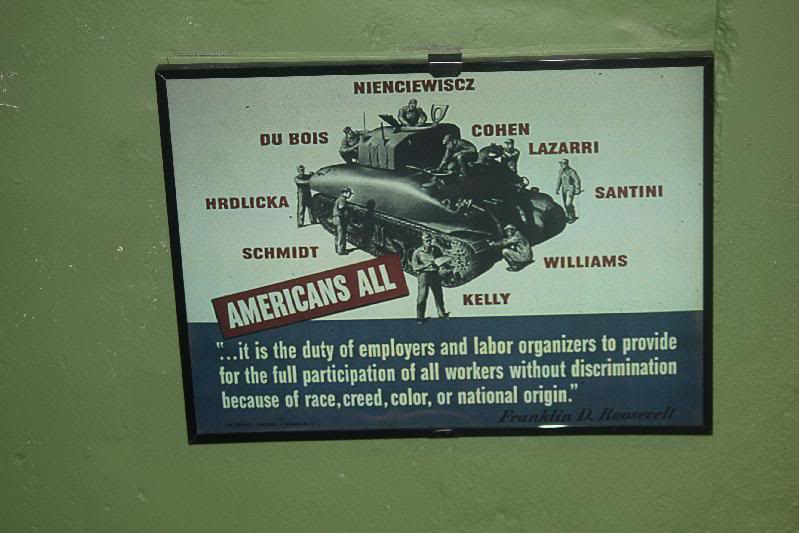 NIENCIEWISCZ
DU BOIS
COHEN
LAZARRI
HRDLICKA
SANTINI
SCHMIDT
WILLIAMS
AMERICANS ALL
KELLY
"...it is the duty of employers and labor organizers to provide
for the full participation of all workers without discrimination
because of race, creed, color, or national origin."
Franklin D. Roosevelt